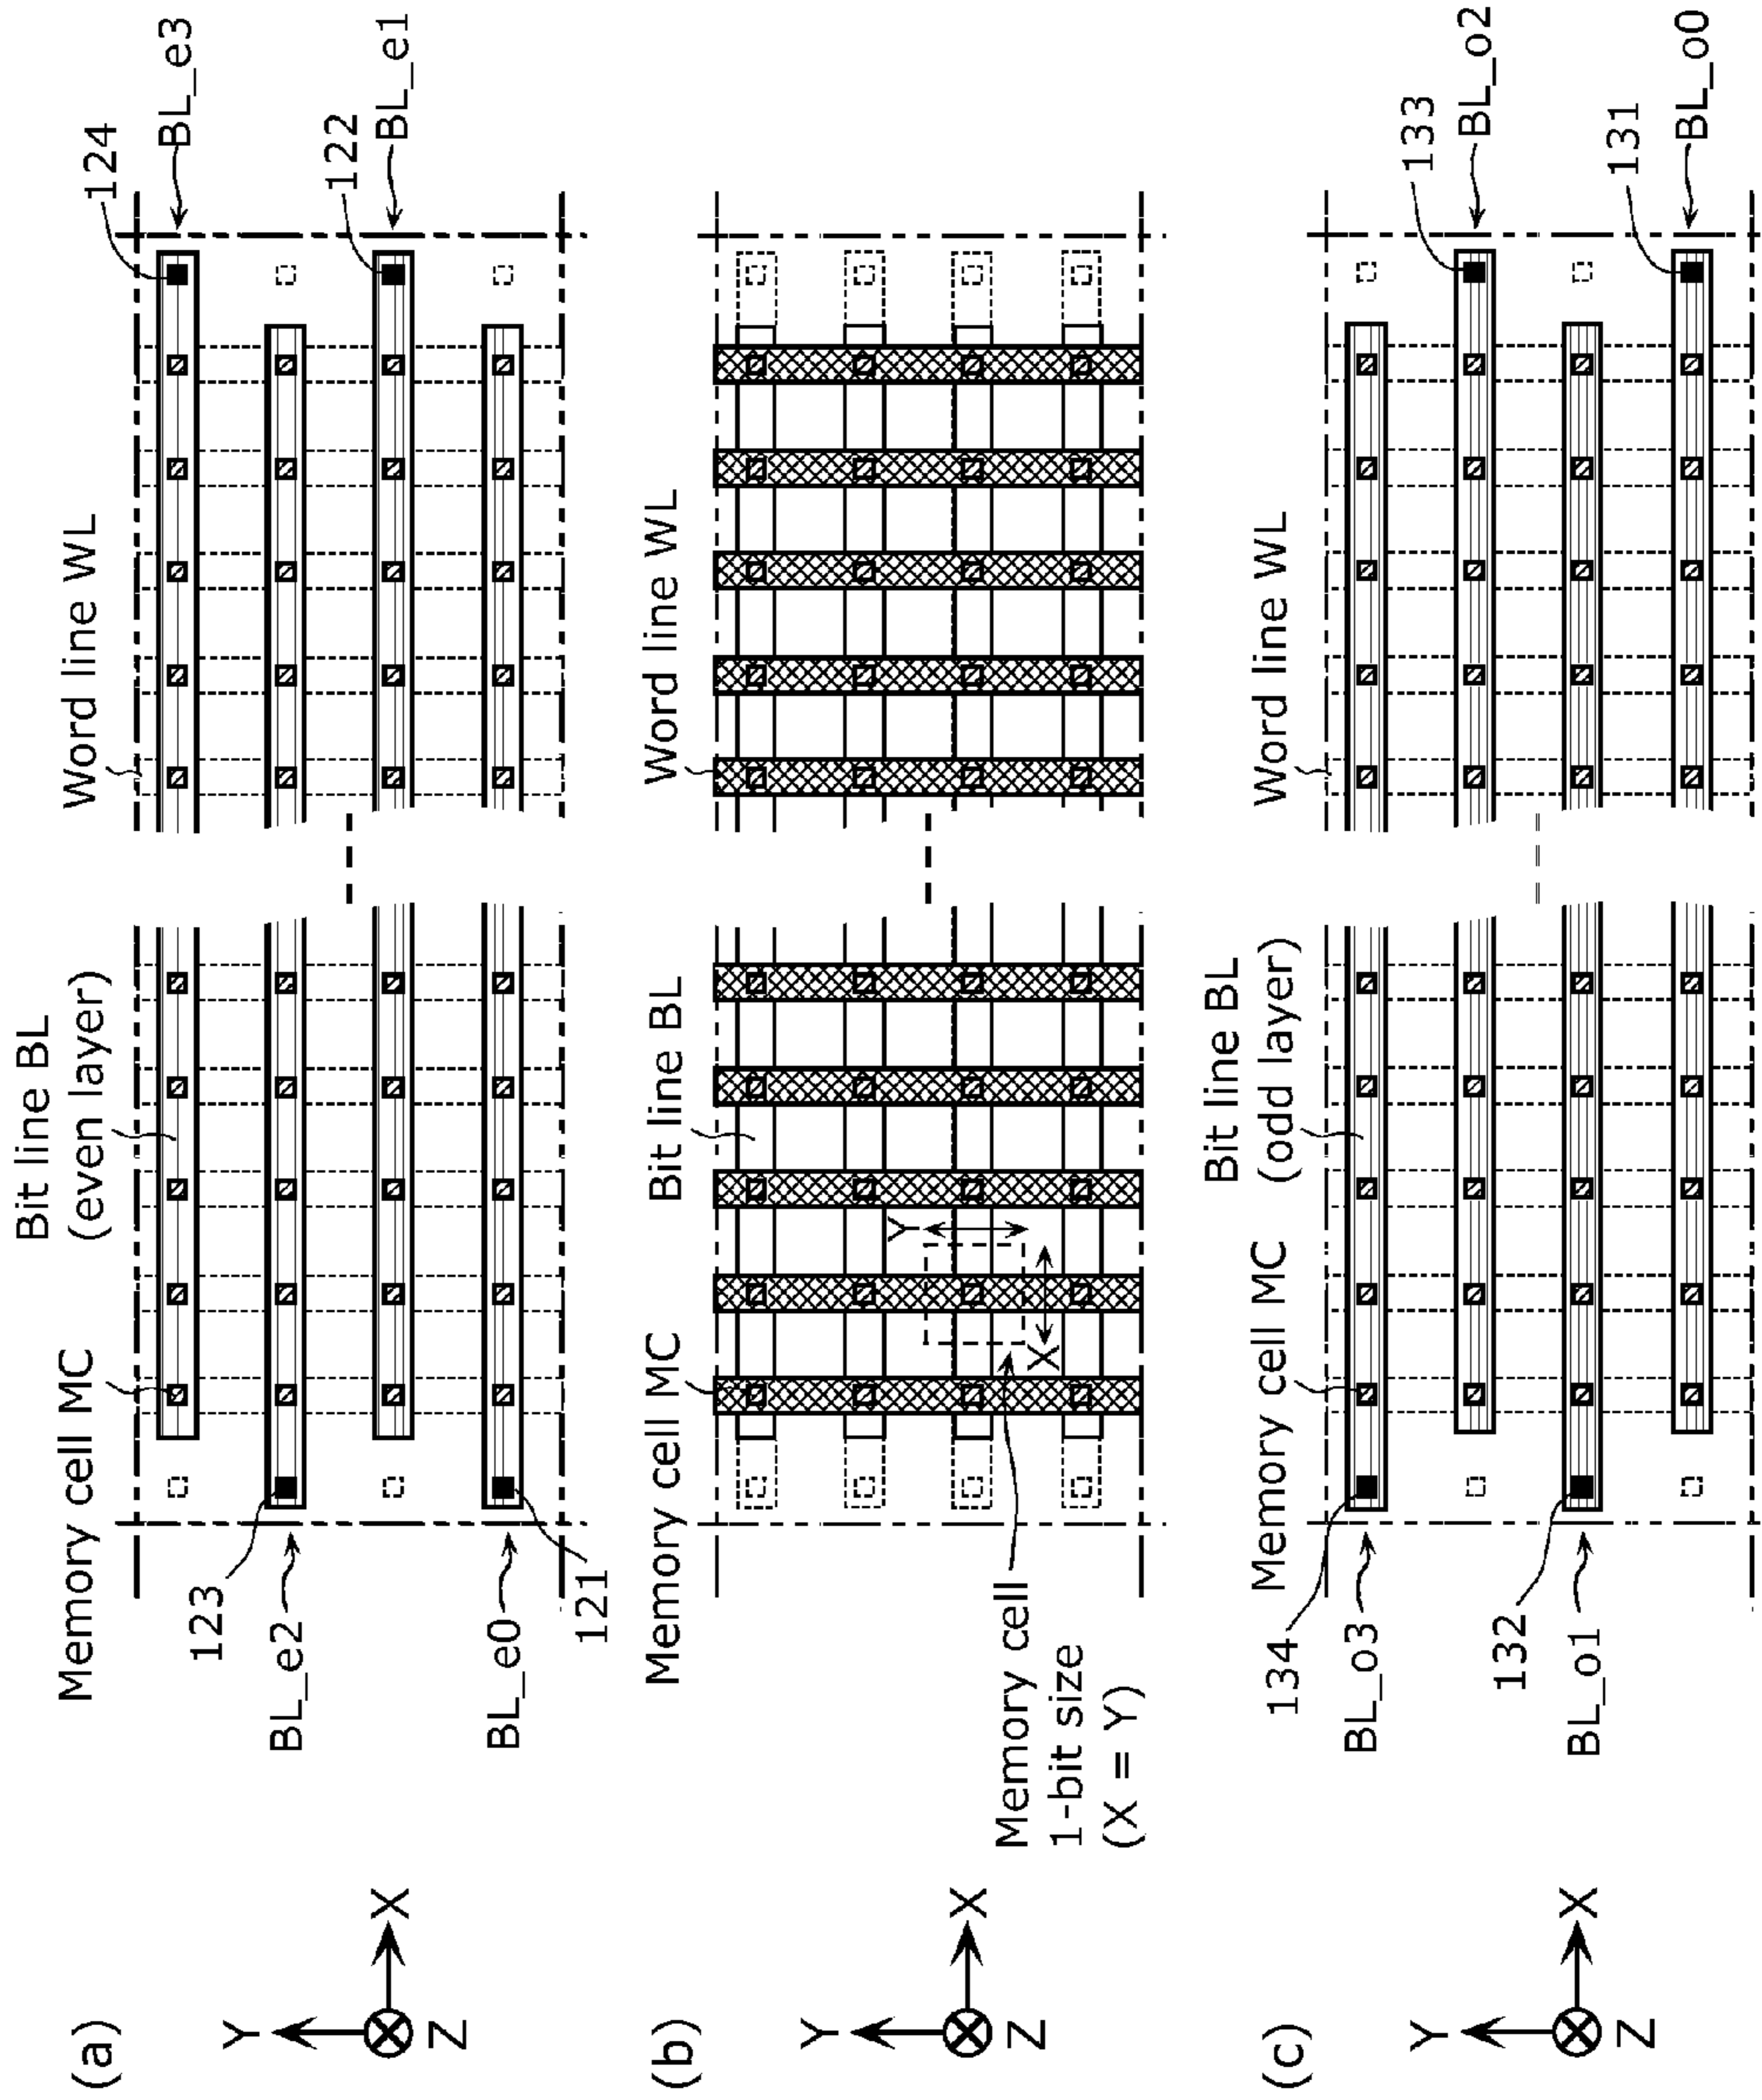 (a)
Bit line BL
(even layer)
Memory cell MC
Word line WL
124
BL_e3
123
BL_e2
122
BL_e1
BL_e0
121
Y
X
Z
(b)
Memory cell MC
Bit line BL
Word line WL
Y
X
Memory cell
1-bit size
(X = Y)
Y
X
Z
(c)
Bit line BL
(odd layer)
Memory cell MC
Word line WL
134
BL_o3
133
BL_o2
132
BL_o1
131
BL_o0
Y
X
Z